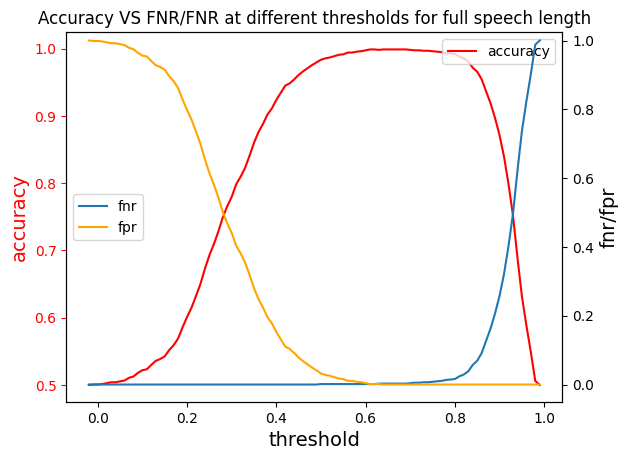 Accuracy VS FNR/FNR at different thresholds for full speech length
accuracy
fnr
fpr
accuracy
fnr/fpr
threshold
1.0
0.9
0.8
0.7
0.6
0.5
1.0
0.8
0.6
0.4
0.2
0.0
0.0 0.2 0.4 0.6 0.8 1.0